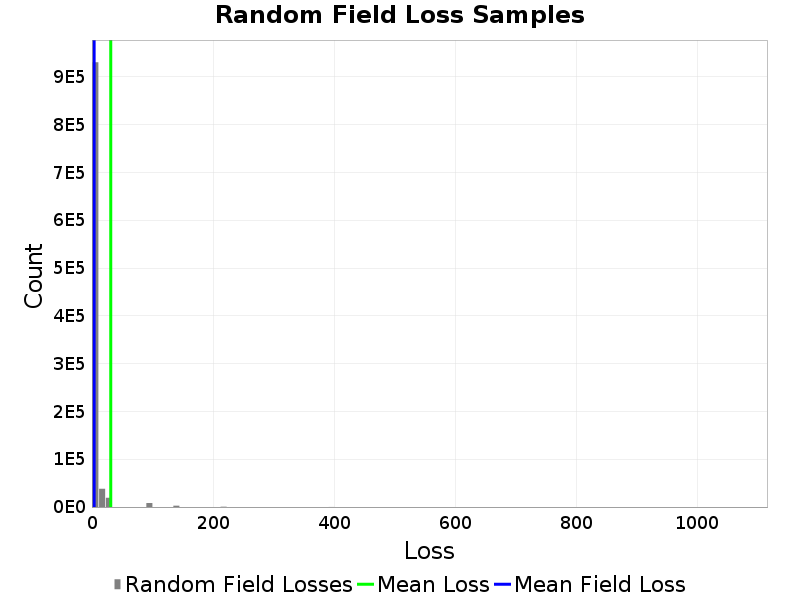 Random Field Loss Samples
9E5
8E5
7E5
6E5
5E5
4E5
3E5
2E5
1E5
0E0
Count
0 200 400 600 800 1000
Loss
Random Field Losses Mean Loss Mean Field Loss